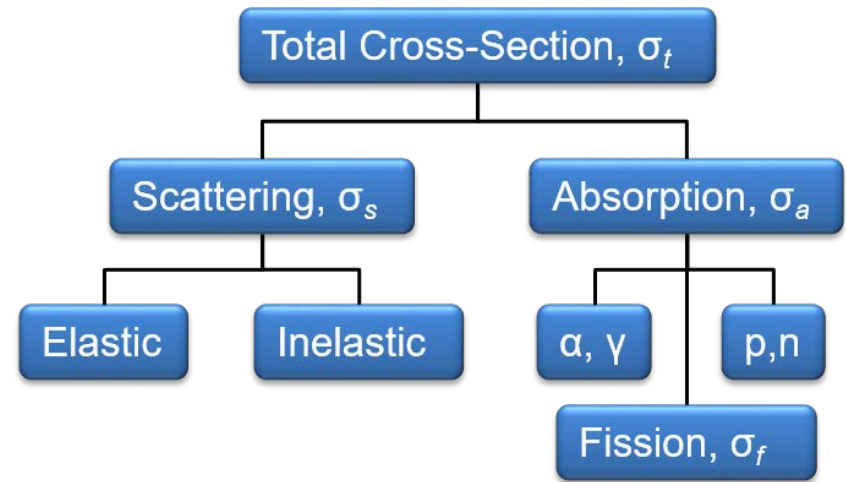 Total Cross-Section, σt
Scattering, σs
Absorption, σa
Elastic
Inelastic
α, γ
p,n
Fission, σf